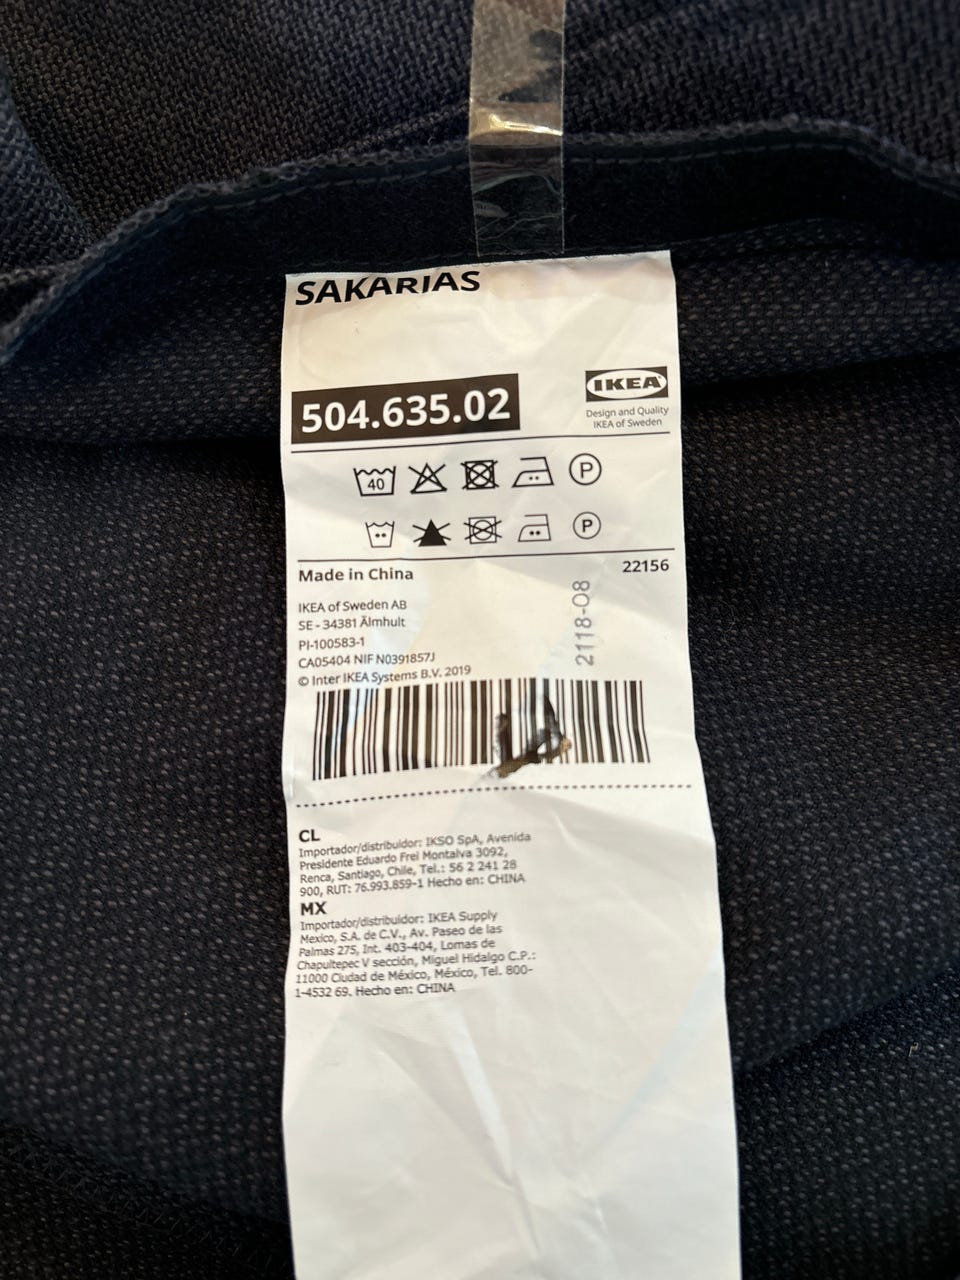 SAKARIAS
504.635.02
IKEA
Design and Quality
IKEA of Sweden
40
P
P
Made in China
22156
IKEA of Sweden AB
SE - 34381 Älmhult
PI-100583-1
CA05404 NIF N0391857J
© Inter IKEA Systems B.V. 2019
2118-08
CL
Importador/distribuidor: IKSO SpA, Avenida
Presidente Eduardo Frei Montalva 3092,
Renca, Santiago, Chile, Tel.: 56 2 241 28
900, RUT: 76.993.859-1 Hecho en: CHINA
MX
Importador/distribuidor: IKEA Supply
Mexico, S.A. de C.V., Av. Paseo de las
Palmas 275, Int. 403-404, Lomas de
Chapultepec V sección, Miguel Hidalgo C.P.:
11000 Ciudad de México, México, Tel. 800-
1-4532 69. Hecho en: CHINA